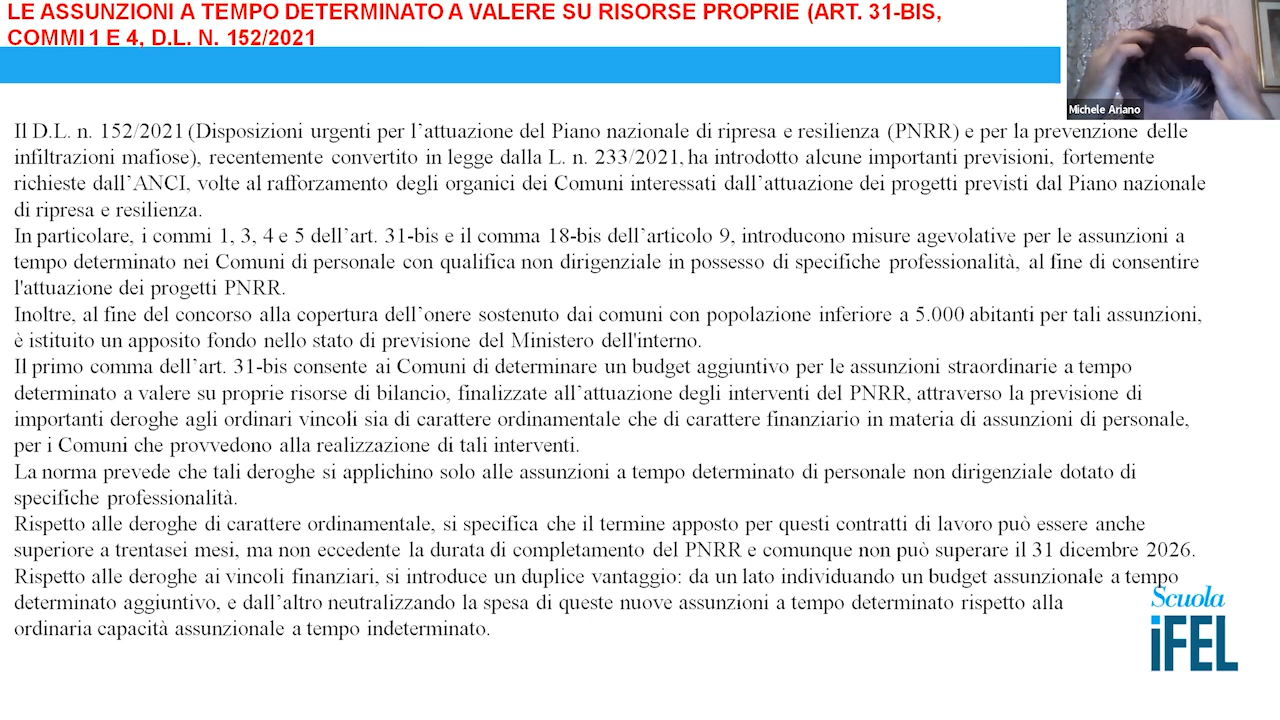 LE ASSUNZIONI A TEMPO DETERMINATO A VALERE SU RISORSE PROPRIE (ART. 31-BIS,
COMMI 1 E 4, D.L. N. 152/2021
Michele Ariano
Il D.L. n. 152/2021 (Disposizioni urgenti per l’attuazione del Piano nazionale di ripresa e resilienza (PNRR) e per la prevenzione delle
infiltrazioni mafiose), recentemente convertito in legge dalla L. n. 233/2021, ha introdotto alcune importanti previsioni, fortemente
richieste dall’ANCI, volte al rafforzamento degli organici dei Comuni interessati dall’attuazione dei progetti previsti dal Piano nazionale
di ripresa e resilienza.
In particolare, i commi 1, 3, 4 e 5 dell’art. 31-bis e il comma 18-bis dell’articolo 9, introducono misure agevolative per le assunzioni a
tempo determinato nei Comuni di personale con qualifica non dirigenziale in possesso di specifiche professionalità, al fine di consentire
l'attuazione dei progetti PNRR.
Inoltre, al fine del concorso alla copertura dell’onere sostenuto dai comuni con popolazione inferiore a 5.000 abitanti per tali assunzioni,
è istituito un apposito fondo nello stato di previsione del Ministero dell'interno.
Il primo comma dell’art. 31-bis consente ai Comuni di determinare un budget aggiuntivo per le assunzioni straordinarie a tempo
determinato a valere su proprie risorse di bilancio, finalizzate all’attuazione degli interventi del PNRR, attraverso la previsione di
importanti deroghe agli ordinari vincoli sia di carattere ordinamentale che di carattere finanziario in materia di assunzioni di personale,
per i Comuni che provvedono alla realizzazione di tali interventi.
La norma prevede che tali deroghe si applichino solo alle assunzioni a tempo determinato di personale non dirigenziale dotato di
specifiche professionalità.
Rispetto alle deroghe di carattere ordinamentale, si specifica che il termine apposto per questi contratti di lavoro può essere anche
superiore a trentasei mesi, ma non eccedente la durata di completamento del PNRR e comunque non può superare il 31 dicembre 2026.
Rispetto alle deroghe ai vincoli finanziari, si introduce un duplice vantaggio: da un lato individuando un budget assunzionale a tempo
determinato aggiuntivo, e dall’altro neutralizzando la spesa di queste nuove assunzioni a tempo determinato rispetto alla
ordinaria capacità assunzionale a tempo indeterminato.
Scuola
iFEL